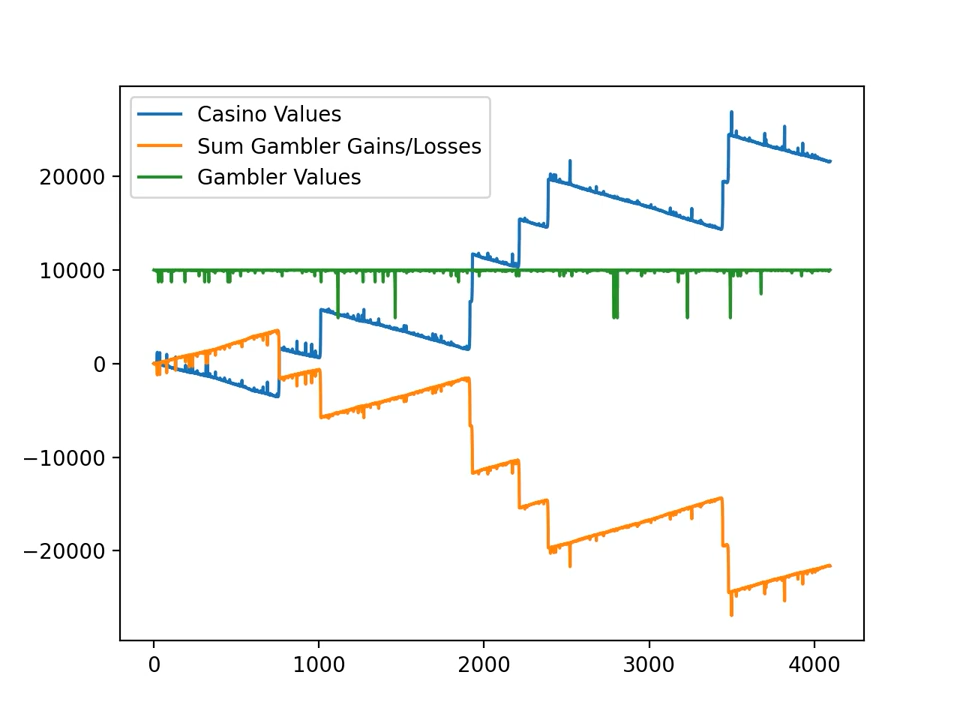 Casino Values
Sum Gambler Gains/Losses
Gambler Values
20000
10000
0
−10000
−20000
0 1000 2000 3000 4000